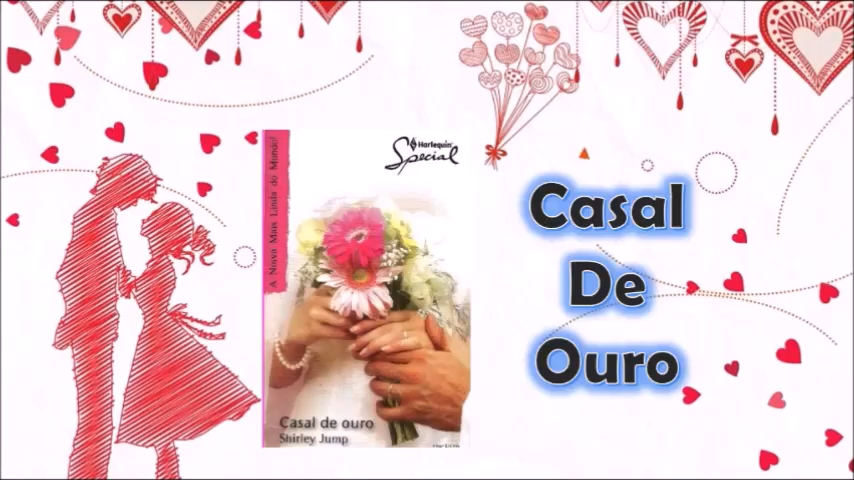 A Noiva Mais Linda do Mundo!
Harlequin
Special
Casal
De
Ouro
Casal de ouro
Shirley Jump